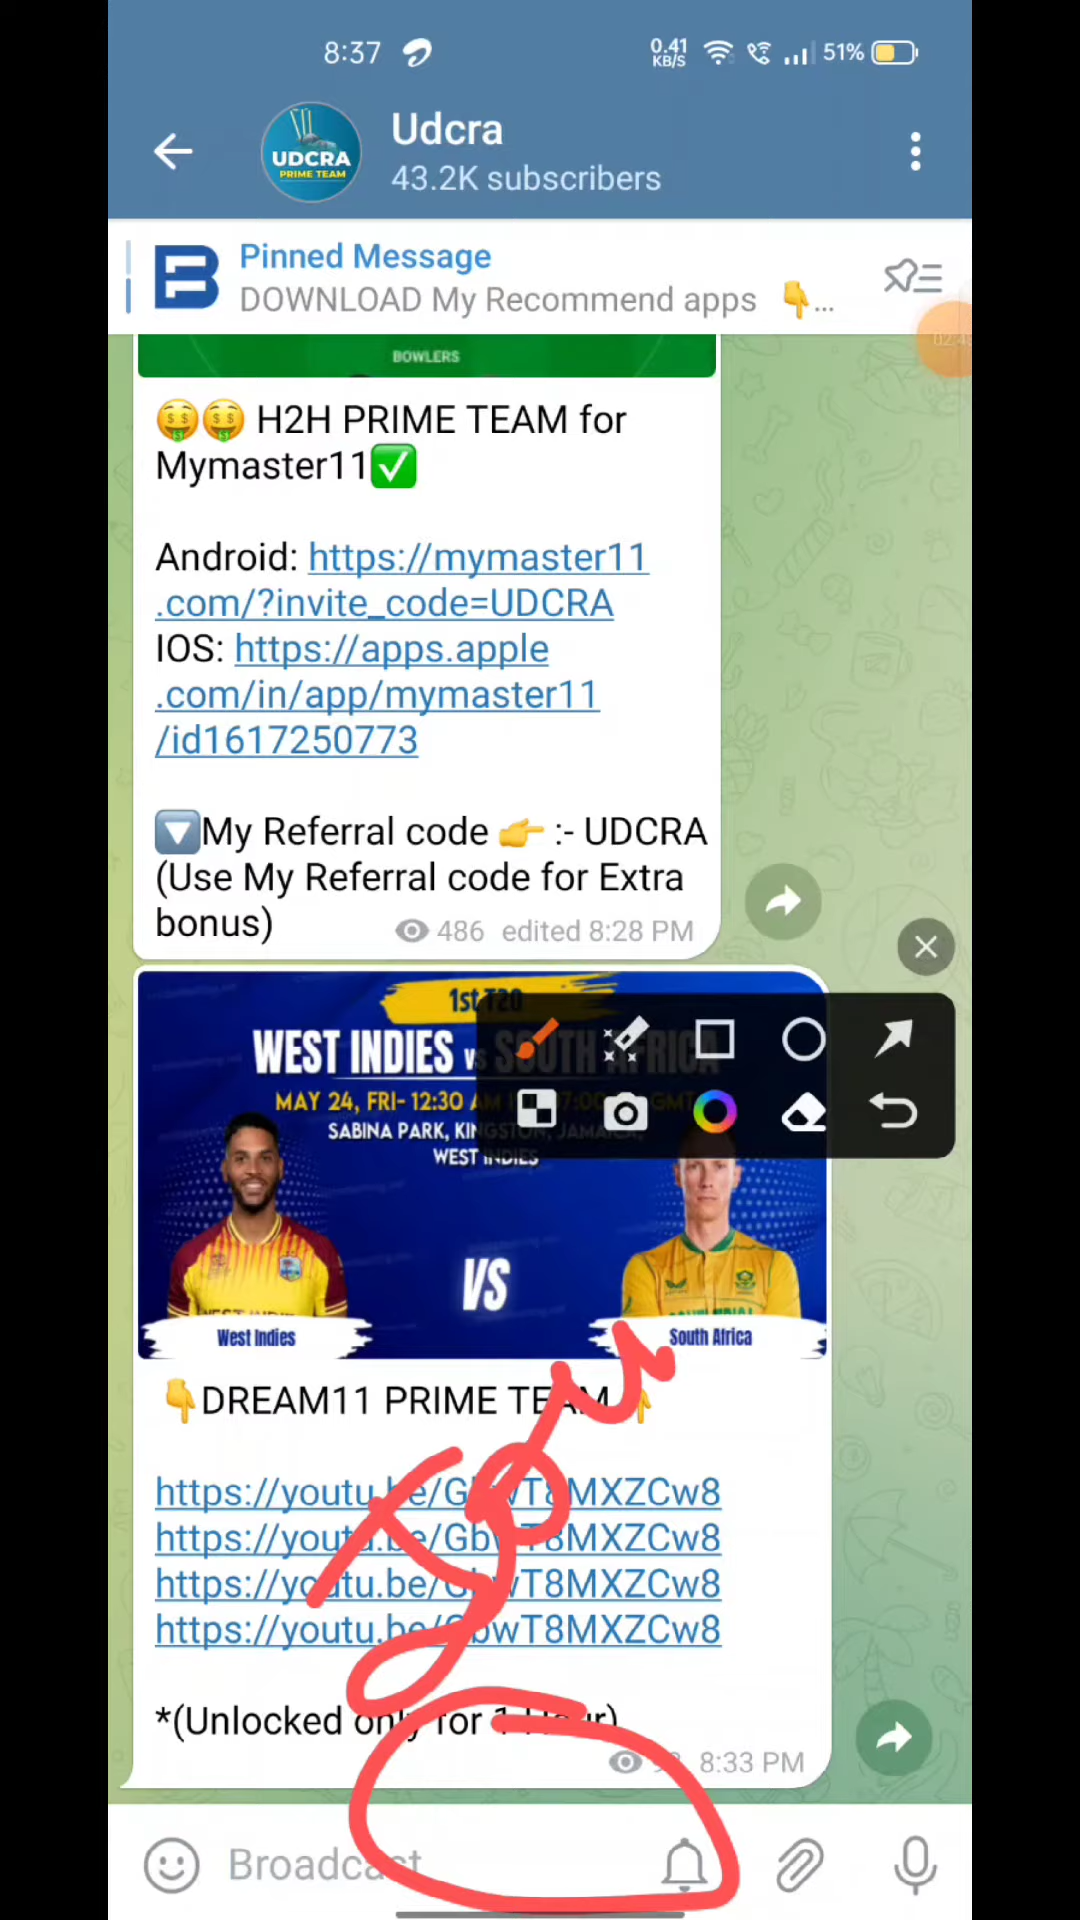 8:37
0.41 KB/S
51%
Udcra
43.2K subscribers
UDCRA
PRIME TEAM
Pinned Message
DOWNLOAD My Recommend apps 👇...
BOWLERS
🤑🤑 H2H PRIME TEAM for
Mymaster11✅
Android: https://mymaster11
.com/?invite_code=UDCRA
IOS: https://apps.apple
.com/in/app/mymaster11
/id1617250773
🔽My Referral code 👉 :- UDCRA
(Use My Referral code for Extra
bonus)
486 edited 8:28 PM
1st T20
WEST INDIES vs SOUTH AFRICA
MAY 24, FRI- 12:30 AM
SABINA PARK, KINGSTON, JAMAICA,
WEST INDIES
VS
West Indies
South Africa
👇DREAM11 PRIME TEAM👇
https://youtu.be/GbwT8MXZCw8
https://youtu.be/GbwT8MXZCw8
https://youtu.be/GbwT8MXZCw8
https://youtu.be/GbwT8MXZCw8
*(Unlocked only for 1 Hour)
8:33 PM
Broadcast